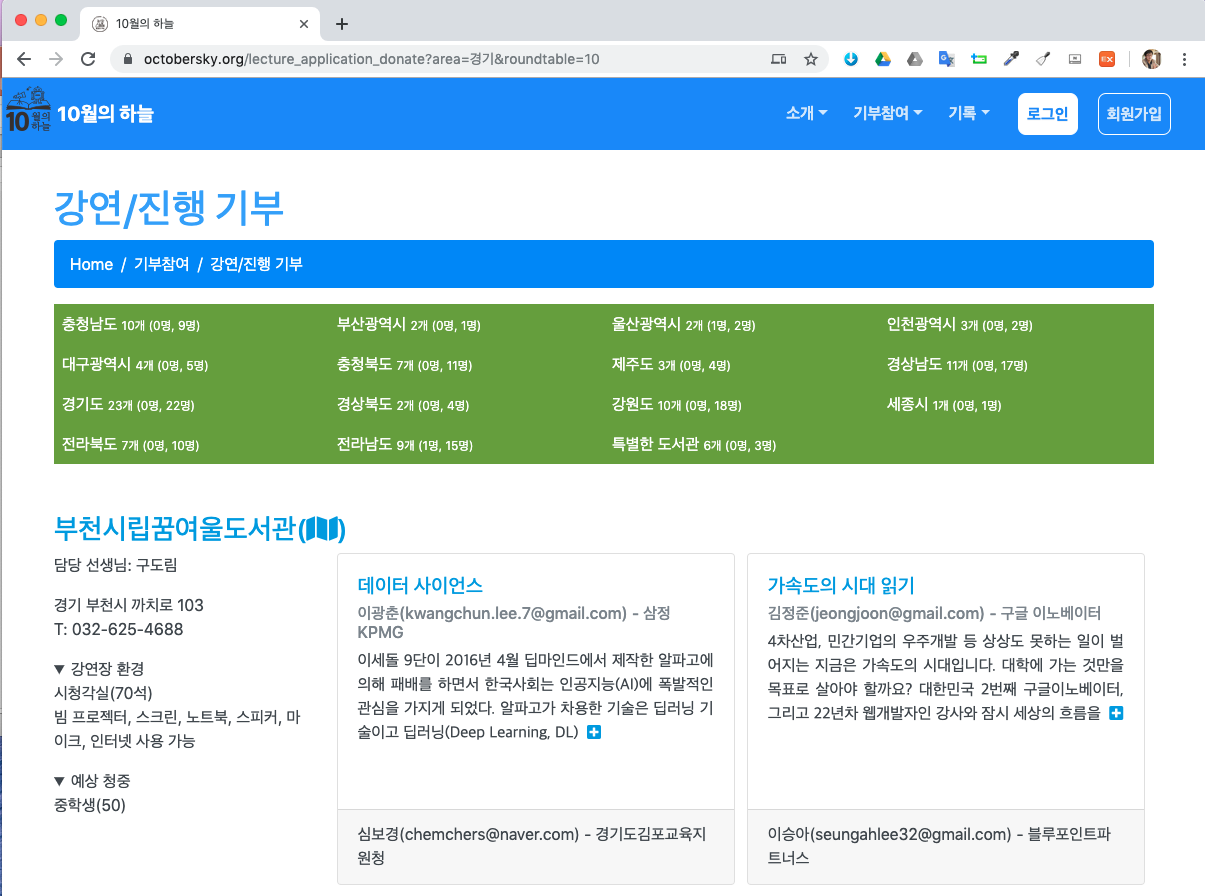 10월의 하늘
octobersky.org/lecture_application_donate?area=경기&roundtable=10
10월의 하늘
10월의 하늘
소개
기부참여
기록
로그인
회원가입
강연/진행 기부
Home / 기부참여 / 강연/진행 기부
충청남도 10개 (0명, 9명)
부산광역시 2개 (0명, 1명)
울산광역시 2개 (1명, 2명)
인천광역시 3개 (0명, 2명)
대구광역시 4개 (0명, 5명)
충청북도 7개 (0명, 11명)
제주도 3개 (0명, 4명)
경상남도 11개 (0명, 17명)
경기도 23개 (0명, 22명)
경상북도 2개 (0명, 4명)
강원도 10개 (0명, 18명)
세종시 1개 (0명, 1명)
전라북도 7개 (0명, 10명)
전라남도 9개 (1명, 15명)
특별한 도서관 6개 (0명, 3명)
부천시립꿈여울도서관()
담당 선생님: 구도림
경기 부천시 까치로 103
T: 032-625-4688
▼ 강연장 환경
시청각실(70석)
빔 프로젝터, 스크린, 노트북, 스피커, 마
이크, 인터넷 사용 가능
▼ 예상 청중
중학생(50)
데이터 사이언스
이광춘(kwangchun.lee.7@gmail.com) - 삼정
KPMG
이세돌 9단이 2016년 4월 딥마인드에서 제작한 알파고에
의해 패배를 하면서 한국사회는 인공지능(AI)에 폭발적인
관심을 가지게 되었다. 알파고가 차용한 기술은 딥러닝 기
술이고 딥러닝(Deep Learning, DL)
심보경(chemchers@naver.com) - 경기도김포교육지
원청
가속도의 시대 읽기
김정준(jeongjoon@gmail.com) - 구글 이노베이터
4차산업, 민간기업의 우주개발 등 상상도 못하는 일이 벌
어지는 지금은 가속도의 시대입니다. 대학에 가는 것만을
목표로 살아야 할까요? 대한민국 2번째 구글이노베이터,
그리고 22년차 웹개발자인 강사와 잠시 세상의 흐름을
이승아(seungahlee32@gmail.com) - 블루포인트파
트너스